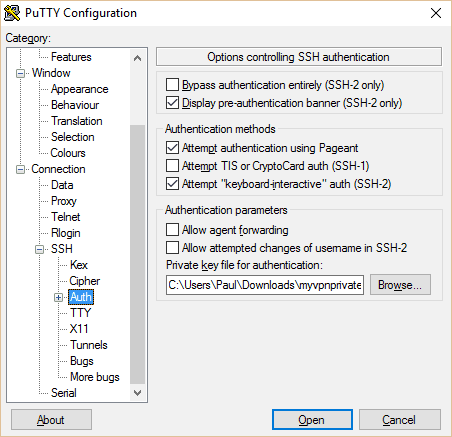 PuTTY Configuration
Category:
Features
Window
Appearance
Behaviour
Translation
Selection
Colours
Connection
Data
Proxy
Telnet
Rlogin
SSH
Kex
Cipher
Auth
TTY
X11
Tunnels
Bugs
More bugs
Serial
Options controlling SSH authentication
Bypass authentication entirely (SSH-2 only)
Display pre-authentication banner (SSH-2 only)
Authentication methods
Attempt authentication using Pageant
Attempt TIS or CryptoCard auth (SSH-1)
Attempt "keyboard-interactive" auth (SSH-2)
Authentication parameters
Allow agent forwarding
Allow attempted changes of username in SSH-2
Private key file for authentication:
C:\Users\Paul\Downloads\myvpnprivate
Browse...
About
Open
Cancel